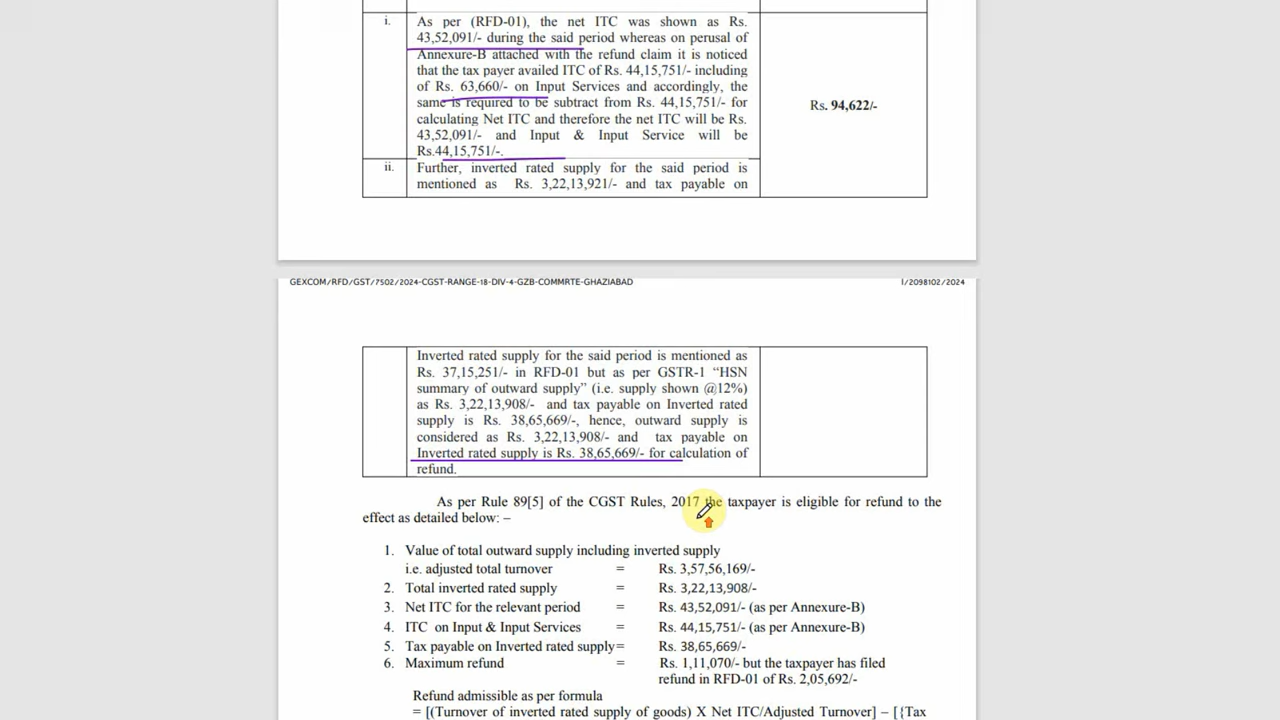 i. As per (RFD-01), the net ITC was shown as Rs.
43,52,091/- during the said period whereas on perusal of
Annexure-B attached with the refund claim it is noticed
that the tax payer availed ITC of Rs. 44,15,751/- including
of Rs. 63,660/- on Input Services and accordingly, the
same is required to be subtract from Rs. 44,15,751/- for
calculating Net ITC and therefore the net ITC will be Rs.
43,52,091/- and Input & Input Service will be
Rs.44,15,751/-.
Rs. 94,622/-
ii. Further, inverted rated supply for the said period is
mentioned as Rs. 3,22,13,921/- and tax payable on
GEXCOM/RFD/GST/7502/2024-CGST-RANGE-18-DIV-4-GZB-COMMRTE-GHAZIABAD I/2098102/2024
Inverted rated supply for the said period is mentioned as
Rs. 37,15,251/- in RFD-01 but as per GSTR-1 “HSN
summary of outward supply” (i.e. supply shown @12%)
as Rs. 3,22,13,908/- and tax payable on Inverted rated
supply is Rs. 38,65,669/-, hence, outward supply is
considered as Rs. 3,22,13,908/- and tax payable on
Inverted rated supply is Rs. 38,65,669/- for calculation of
refund.
As per Rule 89[5] of the CGST Rules, 2017 the taxpayer is eligible for refund to the
effect as detailed below: –
1. Value of total outward supply including inverted supply
i.e. adjusted total turnover = Rs. 3,57,56,169/-
2. Total inverted rated supply = Rs. 3,22,13,908/-
3. Net ITC for the relevant period = Rs. 43,52,091/- (as per Annexure-B)
4. ITC on Input & Input Services = Rs. 44,15,751/- (as per Annexure-B)
5. Tax payable on Inverted rated supply= Rs. 38,65,669/-
6. Maximum refund = Rs. 1,11,070/- but the taxpayer has filed
refund in RFD-01 of Rs. 2,05,692/-
Refund admissible as per formula
= [(Turnover of inverted rated supply of goods) X Net ITC/Adjusted Turnover] – [{Tax